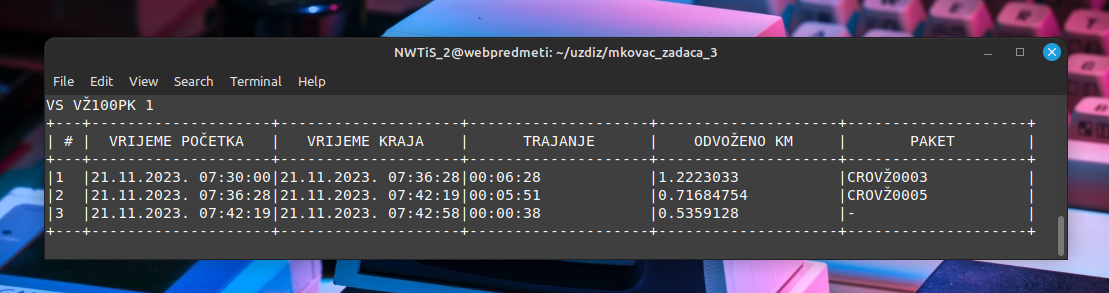 NWTiS_2@webpredmeti: ~/uzdiz/mkovac_zadaca_3
File Edit View Search Terminal Help
VS VŽ100PK 1
+---+--------------------+--------------------+--------------------+--------------------+--------------------+
| # |  VRIJEME POČETKA   |   VRIJEME KRAJA    |      TRAJANJE      |    ODVOŽENO KM     |       PAKET        |
+---+--------------------+--------------------+--------------------+--------------------+--------------------+
|1  |21.11.2023. 07:30:00|21.11.2023. 07:36:28|00:06:28            |1.2223033           |CROVŽ0003           |
|2  |21.11.2023. 07:36:28|21.11.2023. 07:42:19|00:05:51            |0.71684754          |CROVŽ0005           |
|3  |21.11.2023. 07:42:19|21.11.2023. 07:42:58|00:00:38            |0.5359128           |-                   |
+---+--------------------+--------------------+--------------------+--------------------+--------------------+